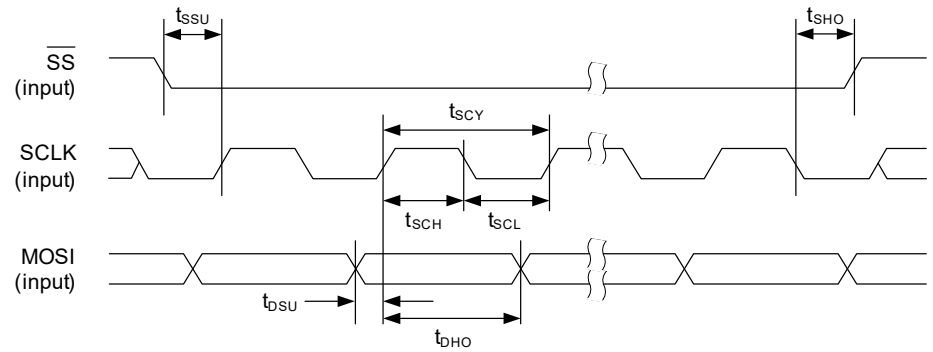 tSSU
tSHO
SS
(input)
tSCY
SCLK
(input)
tSCH
tSCL
MOSI
(input)
tDSU
tDHO